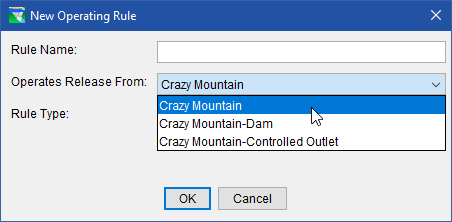 New Operating Rule
Rule Name:
Operates Release From: Crazy Mountain
Crazy Mountain
Rule Type:
Crazy Mountain-Dam
Crazy Mountain-Controlled Outlet
OK Cancel